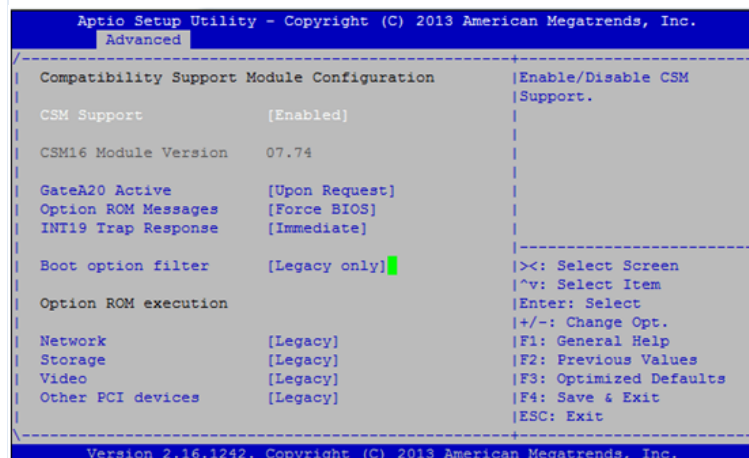 Aptio Setup Utility - Copyright (C) 2013 American Megatrends, Inc.
Advanced
Compatibility Support Module Configuration
CSM Support [Enabled]
CSM16 Module Version 07.74
GateA20 Active [Upon Request]
Option ROM Messages [Force BIOS]
INT19 Trap Response [Immediate]
Boot option filter [Legacy only]
Option ROM execution
Network [Legacy]
Storage [Legacy]
Video [Legacy]
Other PCI devices [Legacy]
Enable/Disable CSM
Support.
><: Select Screen
^v: Select Item
Enter: Select
+/-: Change Opt.
F1: General Help
F2: Previous Values
F3: Optimized Defaults
F4: Save & Exit
ESC: Exit
Version 2.16.1242. Copyright (C) 2013 American Megatrends, Inc.